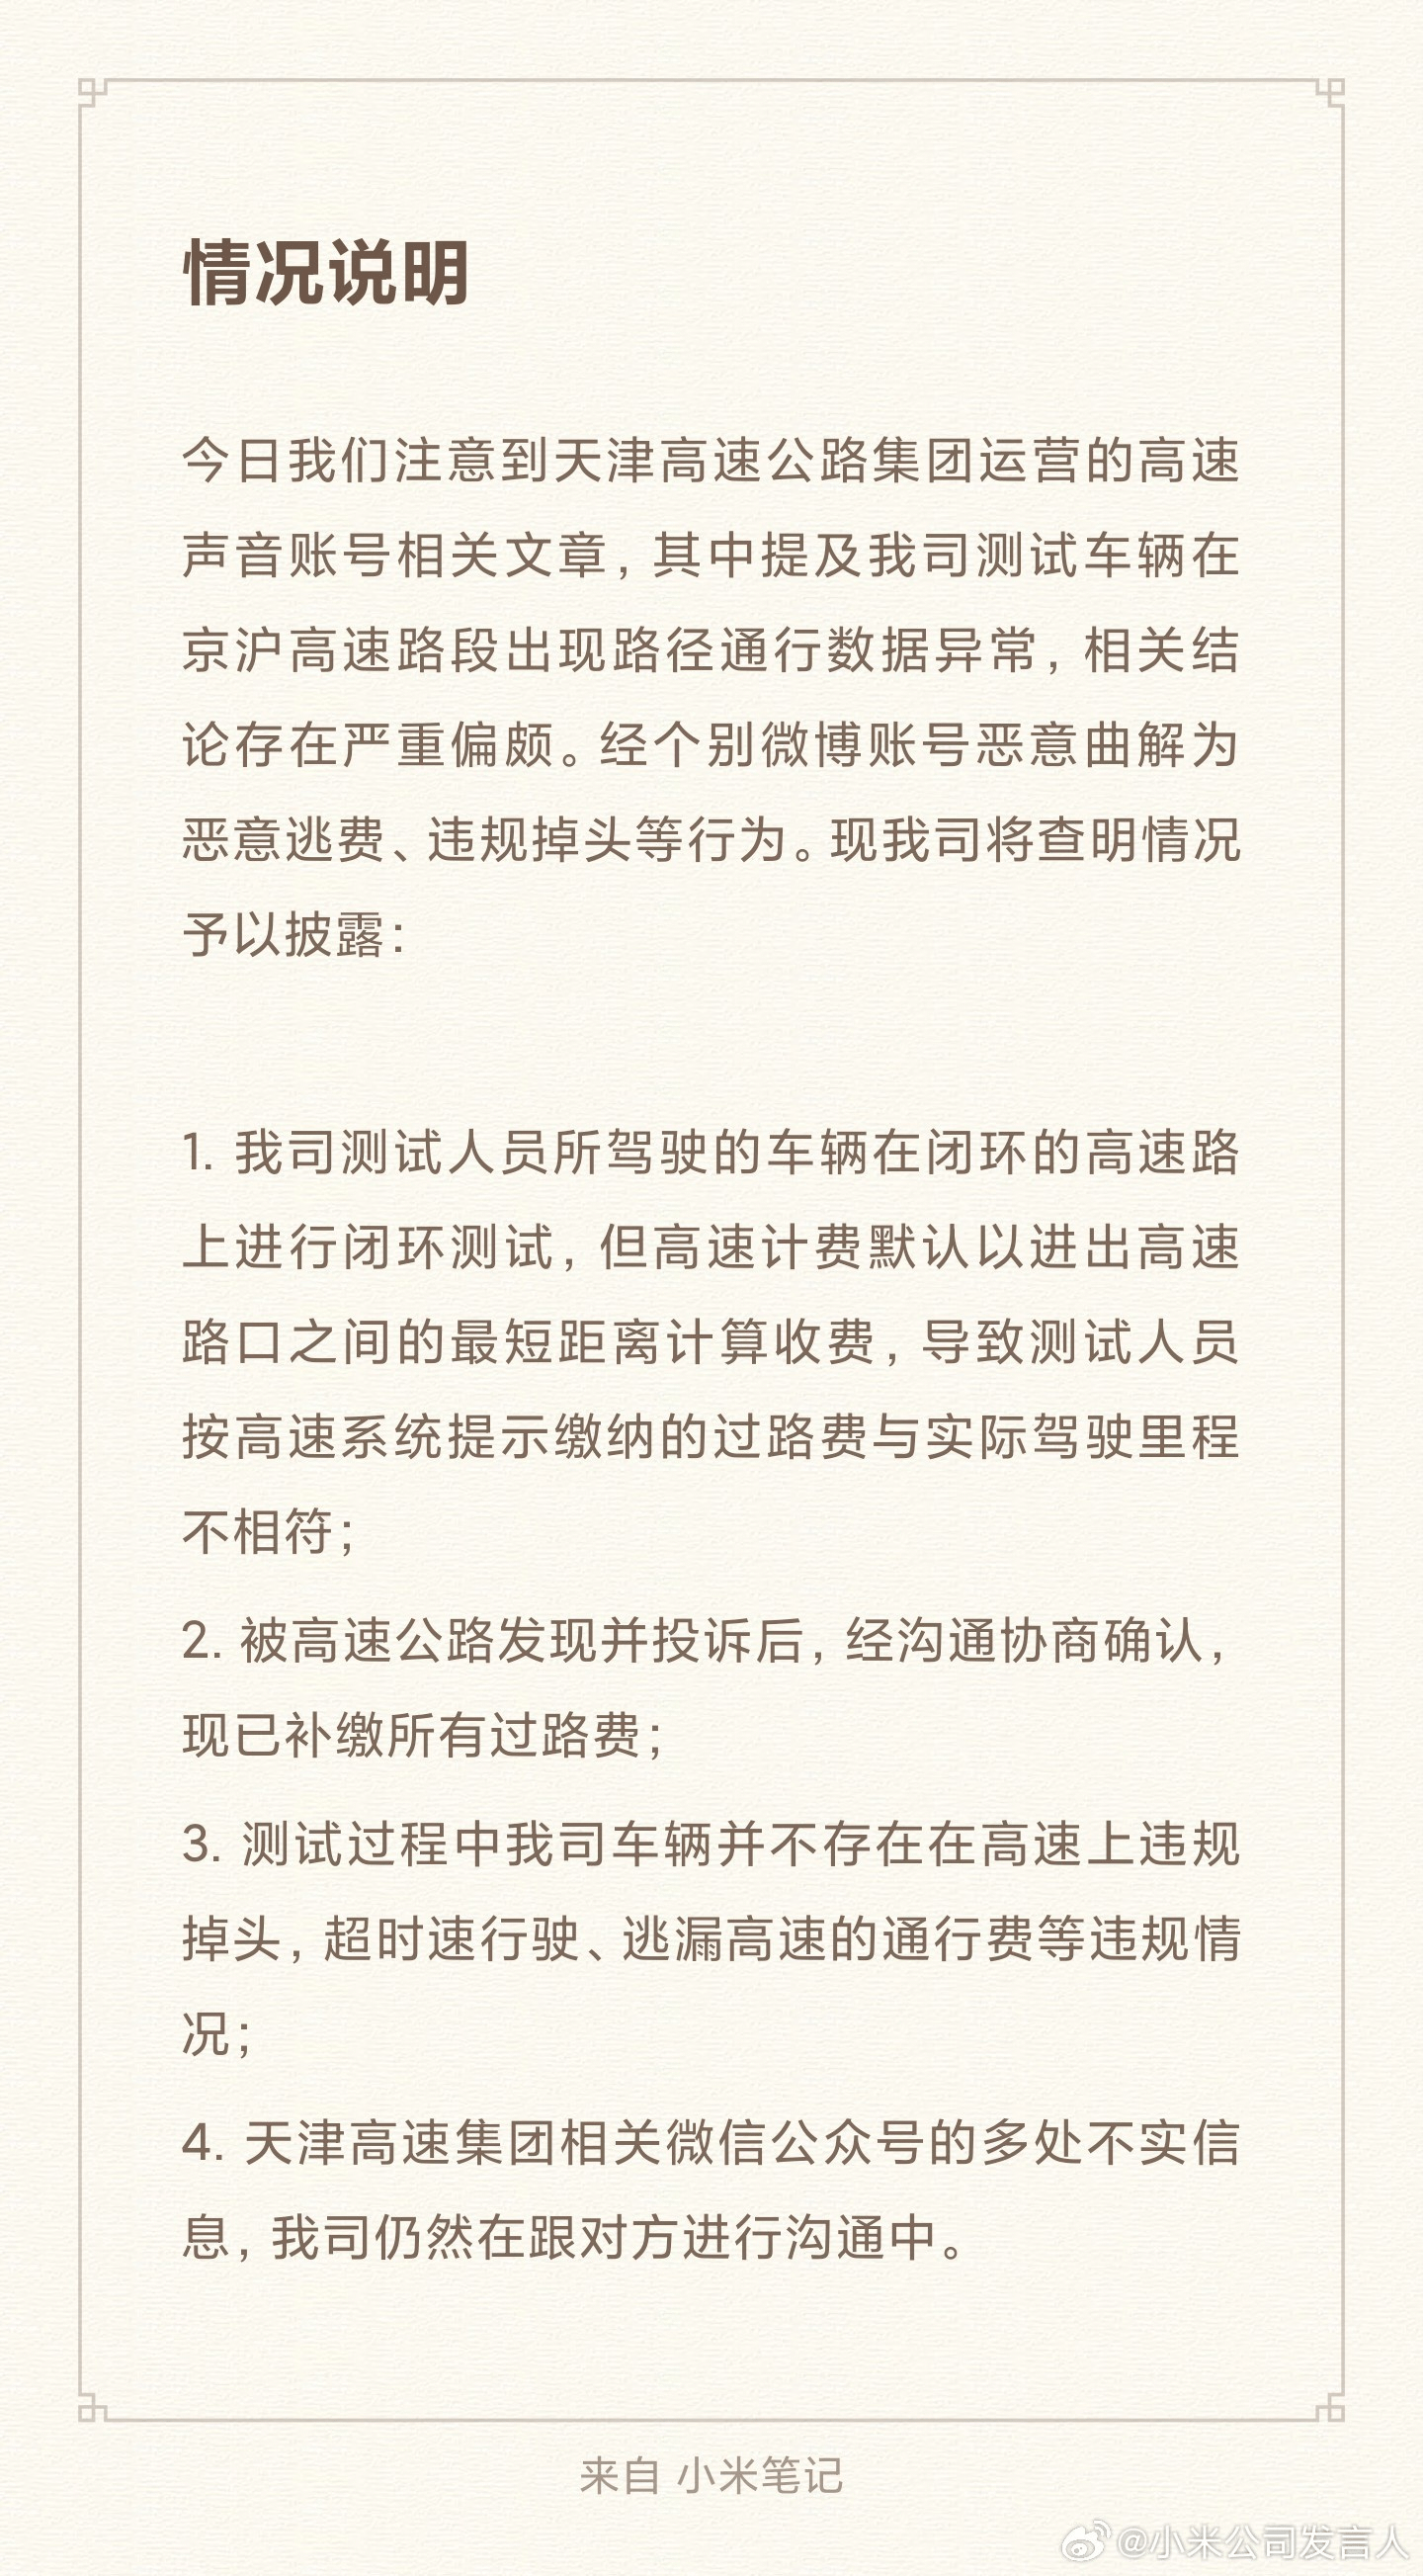 情况说明
今日我们注意到天津高速公路集团运营的高速
声音账号相关文章，其中提及我司测试车辆在
京沪高速路段出现路径通行数据异常，相关结
论存在严重偏颇。经个别微博账号恶意曲解为
恶意逃费、违规掉头等行为。现我司将查明情况
予以披露：
1. 我司测试人员所驾驶的车辆在闭环的高速路
上进行闭环测试，但高速计费默认以进出高速
路口之间的最短距离计算收费，导致测试人员
按高速系统提示缴纳的过路费与实际驾驶里程
不相符；
2. 被高速公路发现并投诉后，经沟通协商确认，
现已补缴所有过路费；
3. 测试过程中我司车辆并不存在在高速上违规
掉头，超时速行驶、逃漏高速的通行费等违规情
况；
4. 天津高速集团相关微信公众号的多处不实信
息，我司仍然在跟对方进行沟通中。
来自 小米笔记
@小米公司发言人